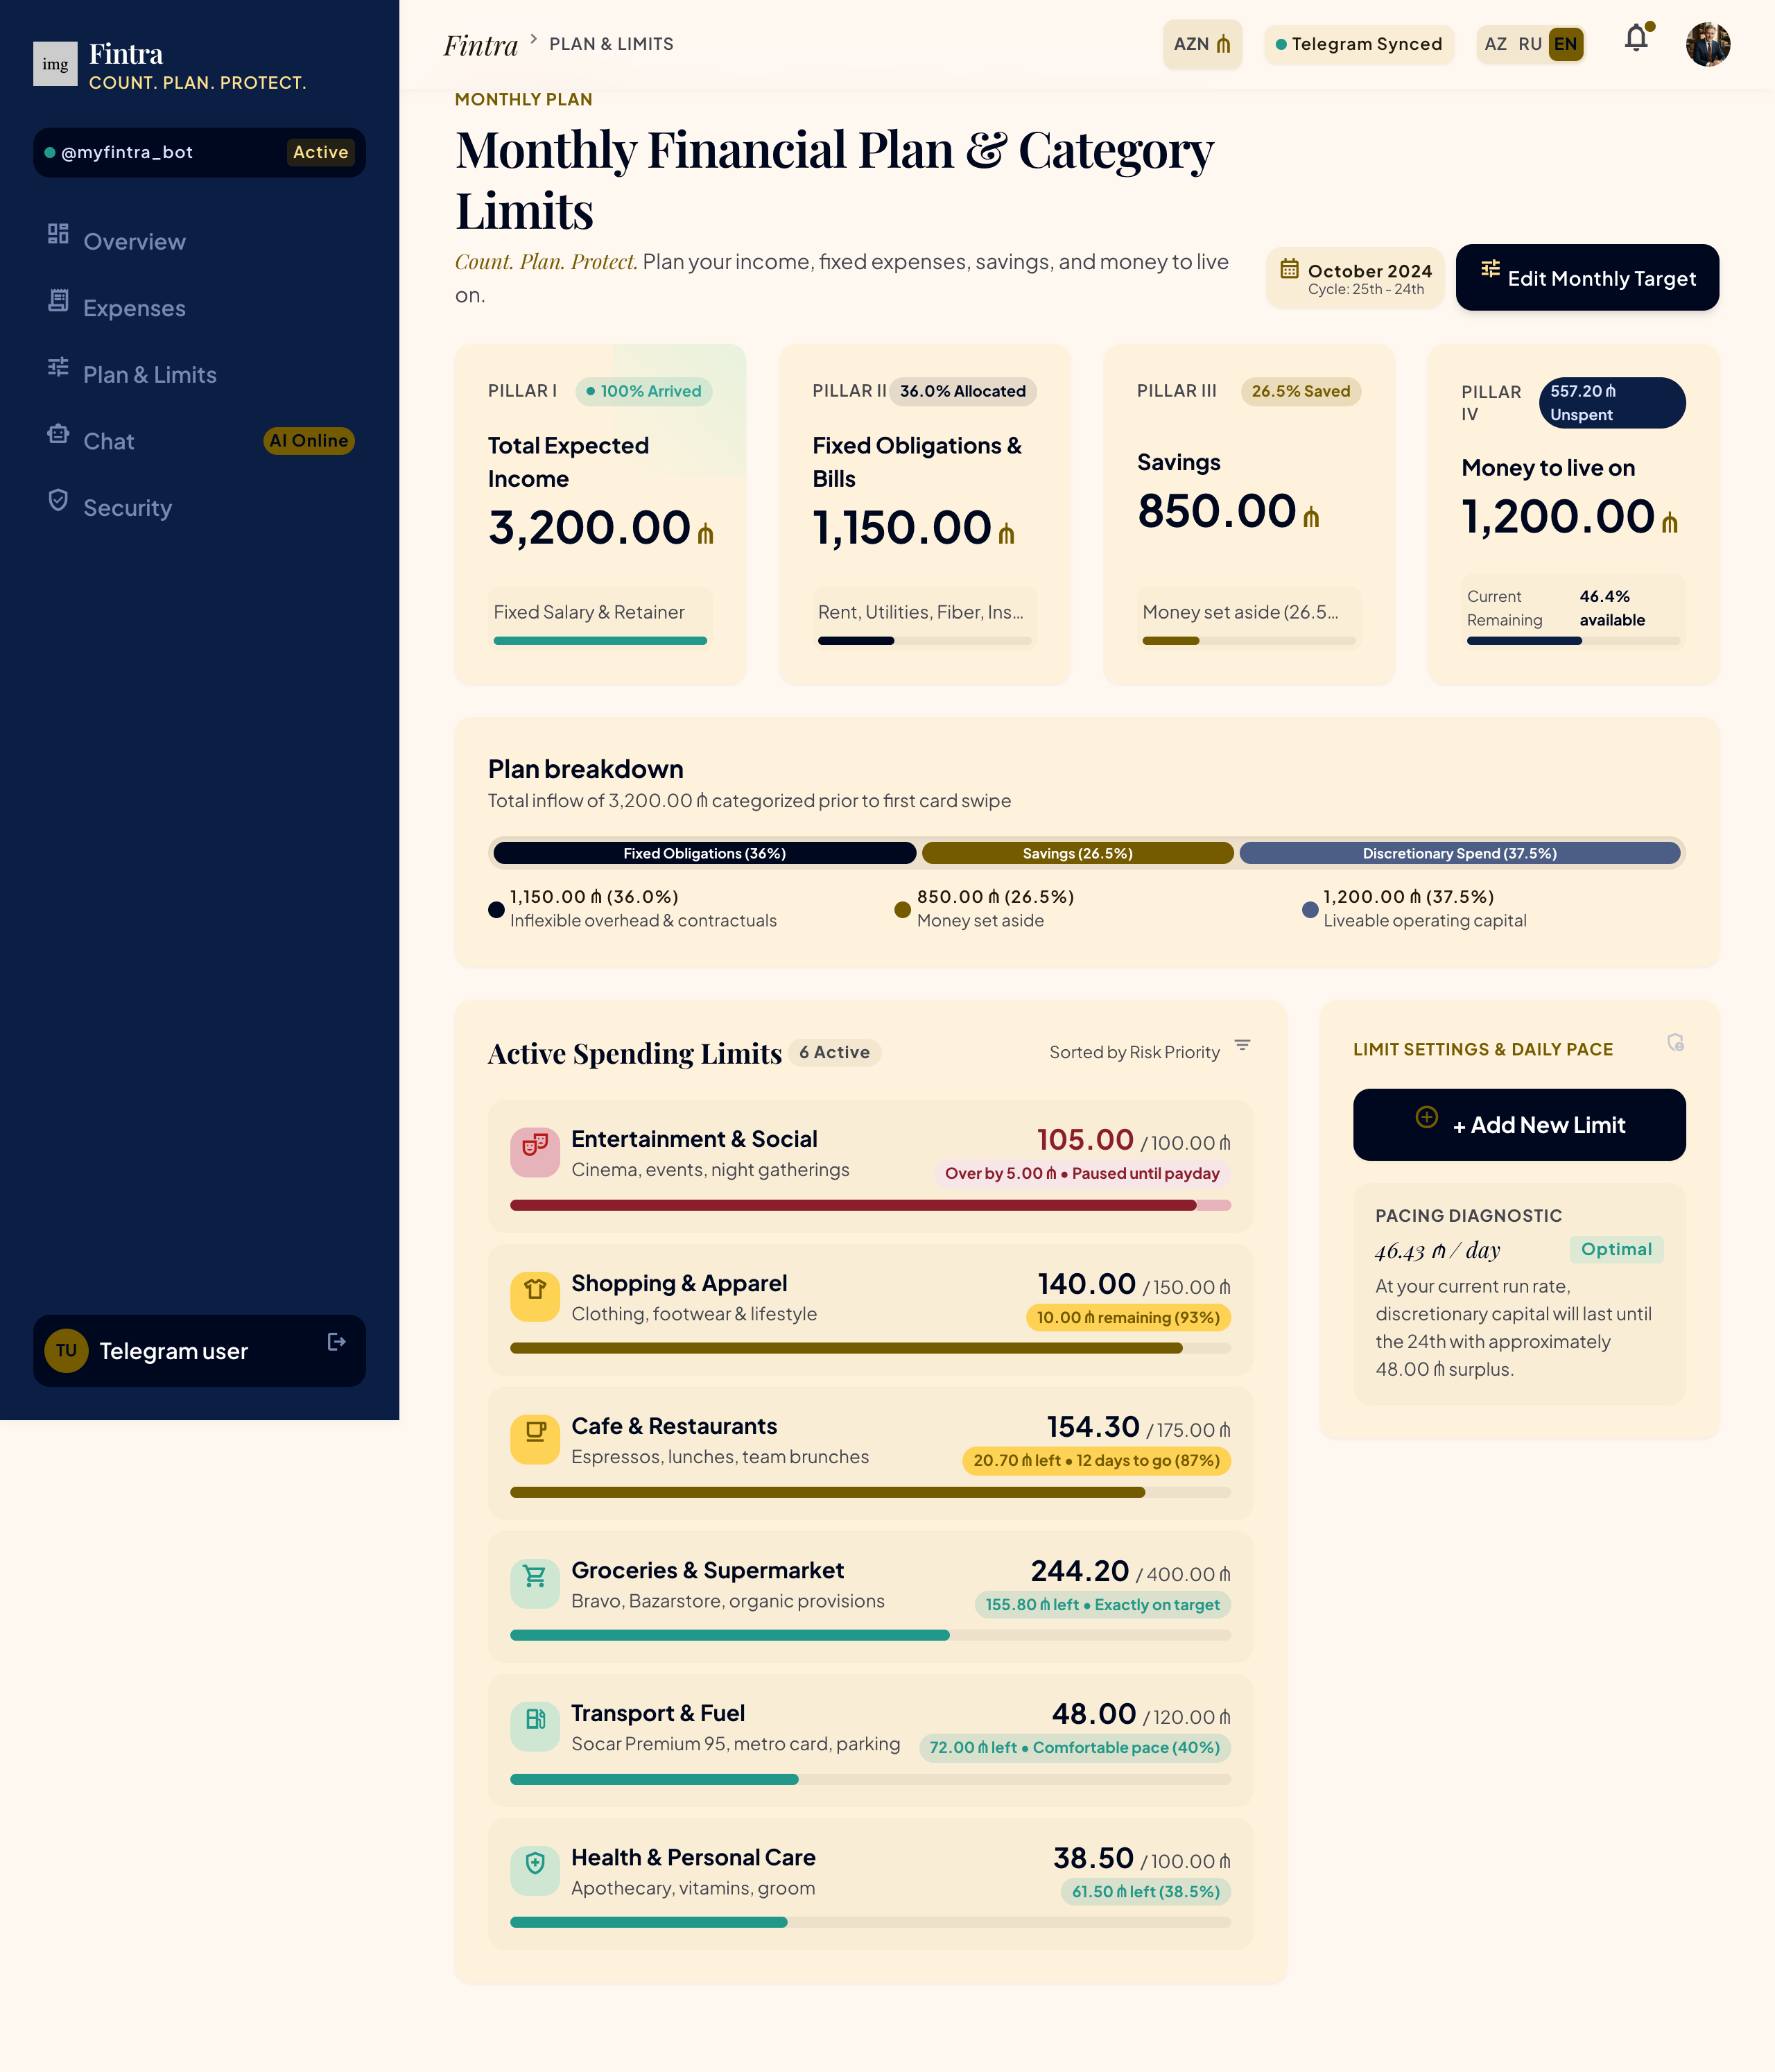 img
Fintra
COUNT. PLAN. PROTECT.
@myfintra_bot
Active
Overview
Expenses
Plan & Limits
Chat
AI Online
Security
TU
Telegram user
Fintra
PLAN & LIMITS
AZN ₼
Telegram Synced
AZ RU EN
MONTHLY PLAN
Monthly Financial Plan & Category
Limits
Count. Plan. Protect. Plan your income, fixed expenses, savings, and money to live
on.
October 2024
Cycle: 25th - 24th
Edit Monthly Target
PILLAR I
100% Arrived
Total Expected
Income
3,200.00 ₼
Fixed Salary & Retainer
PILLAR II
36.0% Allocated
Fixed Obligations &
Bills
1,150.00 ₼
Rent, Utilities, Fiber, Ins...
PILLAR III
26.5% Saved
Savings
850.00 ₼
Money set aside (26.5...
PILLAR
IV
557.20 ₼
Unspent
Money to live on
1,200.00 ₼
Current
Remaining
46.4%
available
Plan breakdown
Total inflow of 3,200.00 ₼ categorized prior to first card swipe
Fixed Obligations (36%)
Savings (26.5%)
Discretionary Spend (37.5%)
1,150.00 ₼ (36.0%)
Inflexible overhead & contractuals
850.00 ₼ (26.5%)
Money set aside
1,200.00 ₼ (37.5%)
Liveable operating capital
Active Spending Limits
6 Active
Sorted by Risk Priority
Entertainment & Social
Cinema, events, night gatherings
105.00 / 100.00 ₼
Over by 5.00 ₼ • Paused until payday
Shopping & Apparel
Clothing, footwear & lifestyle
140.00 / 150.00 ₼
10.00 ₼ remaining (93%)
Cafe & Restaurants
Espressos, lunches, team brunches
154.30 / 175.00 ₼
20.70 ₼ left • 12 days to go (87%)
Groceries & Supermarket
Bravo, Bazarstore, organic provisions
244.20 / 400.00 ₼
155.80 ₼ left • Exactly on target
Transport & Fuel
Socar Premium 95, metro card, parking
48.00 / 120.00 ₼
72.00 ₼ left • Comfortable pace (40%)
Health & Personal Care
Apothecary, vitamins, groom
38.50 / 100.00 ₼
61.50 ₼ left (38.5%)
LIMIT SETTINGS & DAILY PACE
+ Add New Limit
PACING DIAGNOSTIC
46.43 ₼ / day
Optimal
At your current run rate,
discretionary capital will last until
the 24th with approximately
48.00 ₼ surplus.